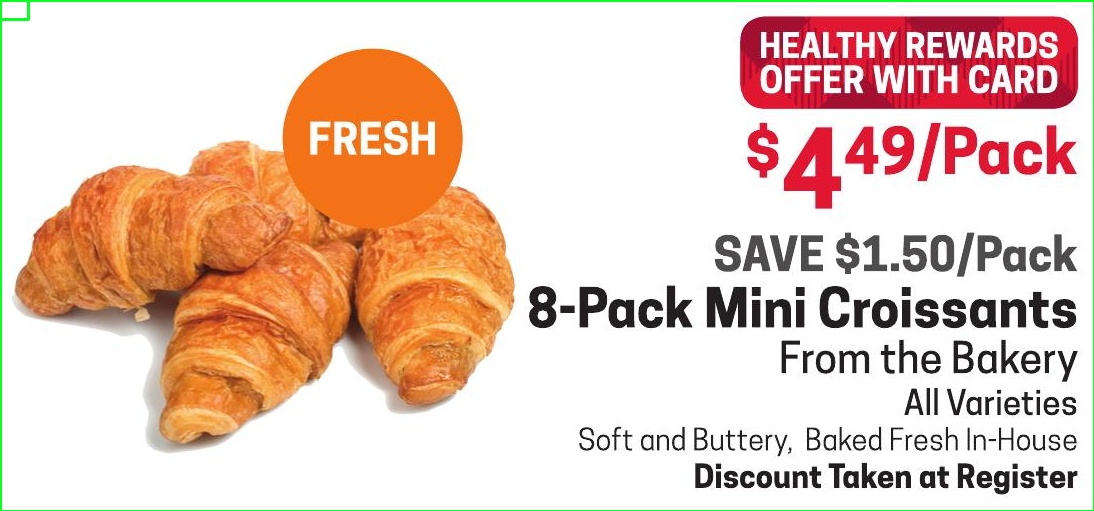 FRESH
HEALTHY REWARDS
OFFER WITH CARD
$4 49/Pack
SAVE $1.50/Pack
8-Pack Mini Croissants
From the Bakery
All Varieties
Soft and Buttery, Baked Fresh In-House
Discount Taken at Register